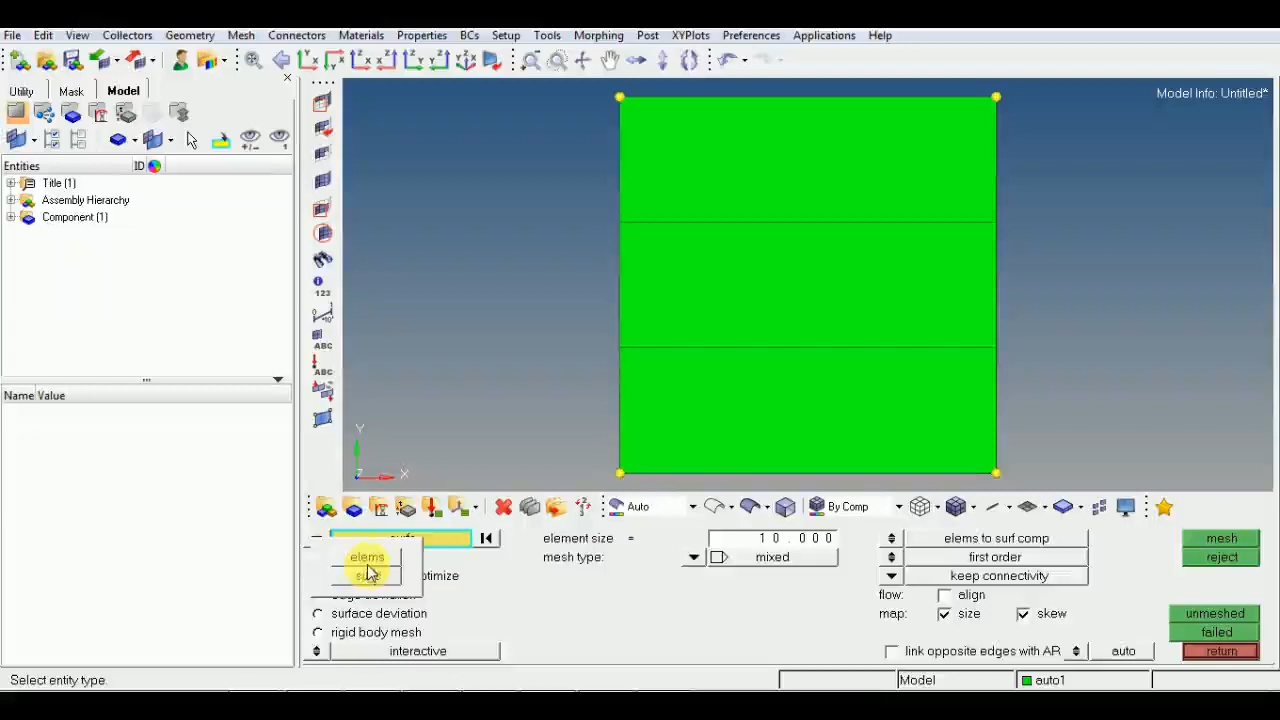 File Edit View Collectors Geometry Mesh Connectors Materials Properties BCs Setup Tools Morphing Post XYPlots Preferences Applications Help
Utility Mask Model
Model Info: Untitled*
Entities ID
Title (1)
Assembly Hierarchy
Component (1)
123
ABC
ABC
Name Value
Y
Z X
Auto By Comp
element size = 10.000 elems to surf comp mesh
elems mesh type: mixed first order reject
optimize keep connectivity
flow: align
surface deviation map: size skew unmeshed
rigid body mesh failed
interactive link opposite edges with AR auto return
Select entity type. Model auto1